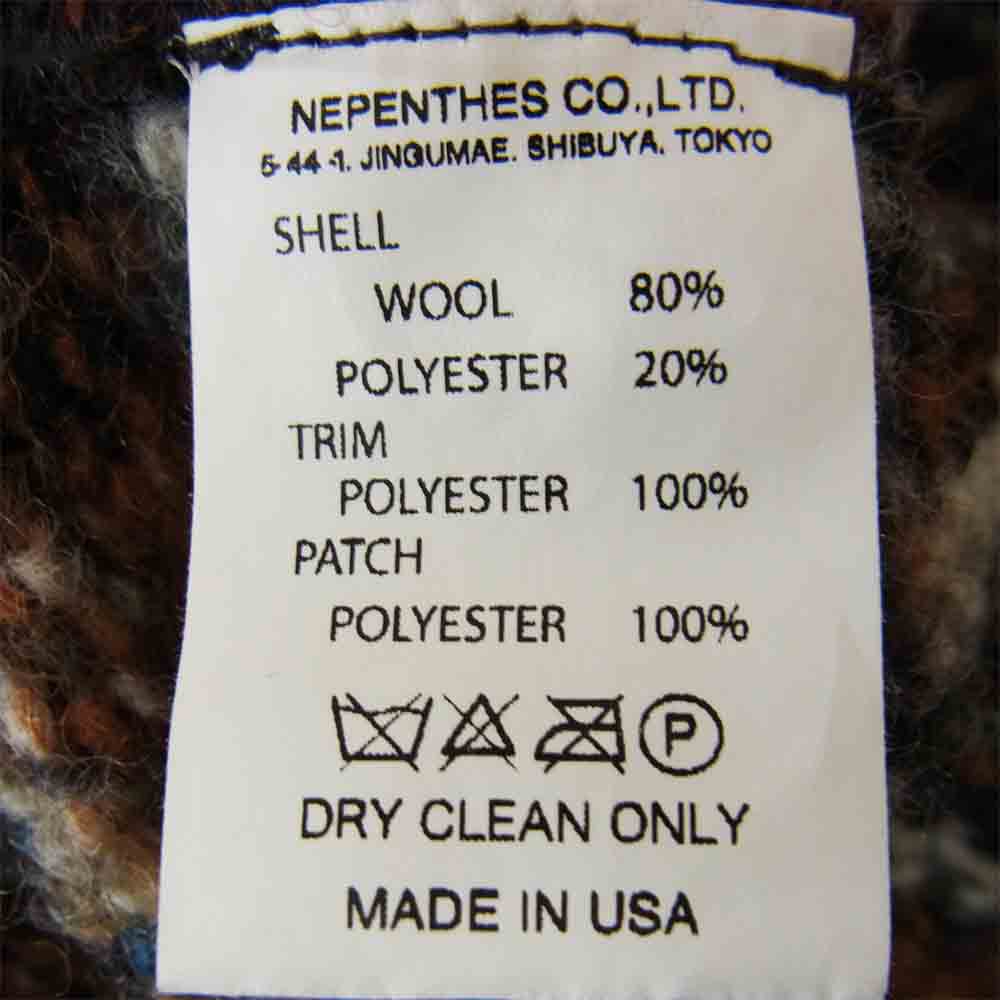 NEPENTHES CO.,LTD.
5-44-1. JINGUMAE. SHIBUYA. TOKYO
SHELL
WOOL 80%
POLYESTER 20%
TRIM
POLYESTER 100%
PATCH
POLYESTER 100%
P
DRY CLEAN ONLY
MADE IN USA